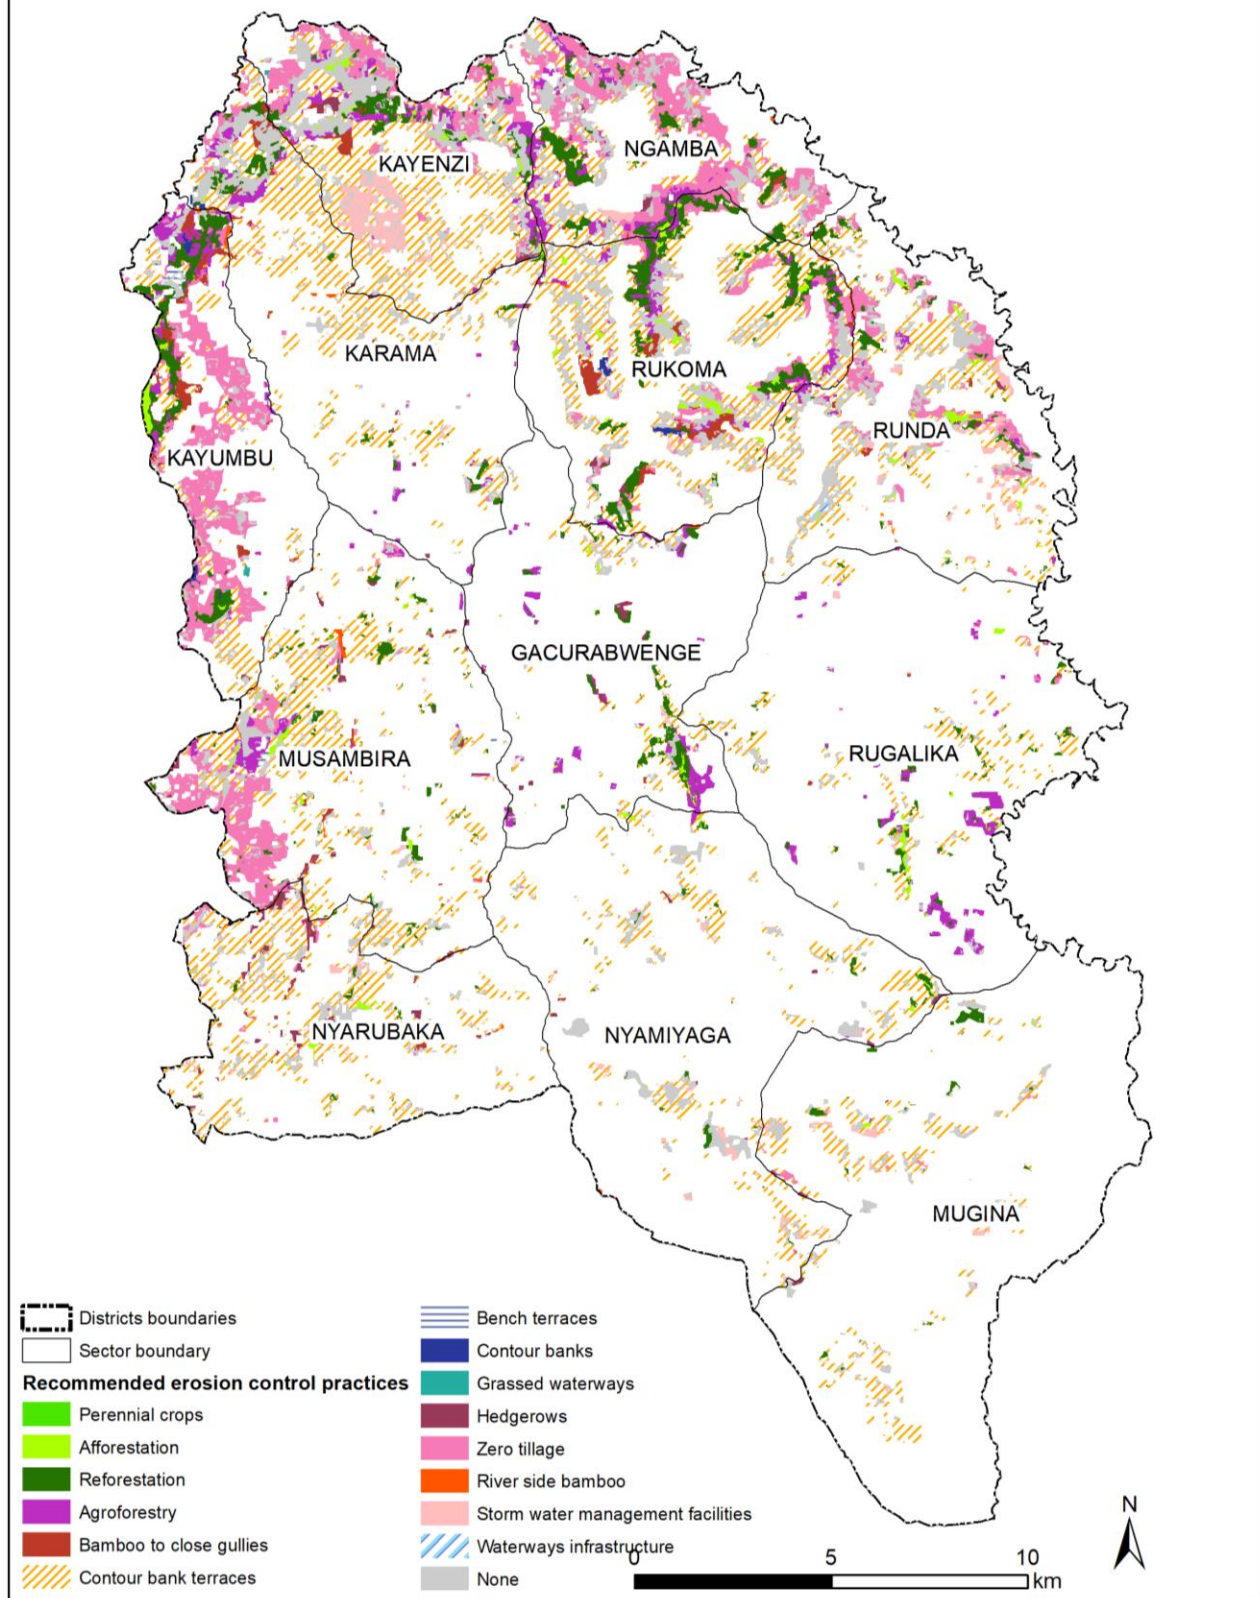 KAYENZI
NGAMBA
KARAMA
RUKOMA
RUNDA
KAYUMBU
GACURABWENGE
MUSAMBIRA
RUGALIKA
NYARUBAKA
NYAMIYAGA
MUGINA
Districts boundaries
Sector boundary
Recommended erosion control practices
Perennial crops
Afforestation
Reforestation
Agroforestry
Bamboo to close gullies
Contour bank terraces
Bench terraces
Contour banks
Grassed waterways
Hedgerows
Zero tillage
River side bamboo
Storm water management facilities
Waterways infrastructure
None
0 5 10
km
N